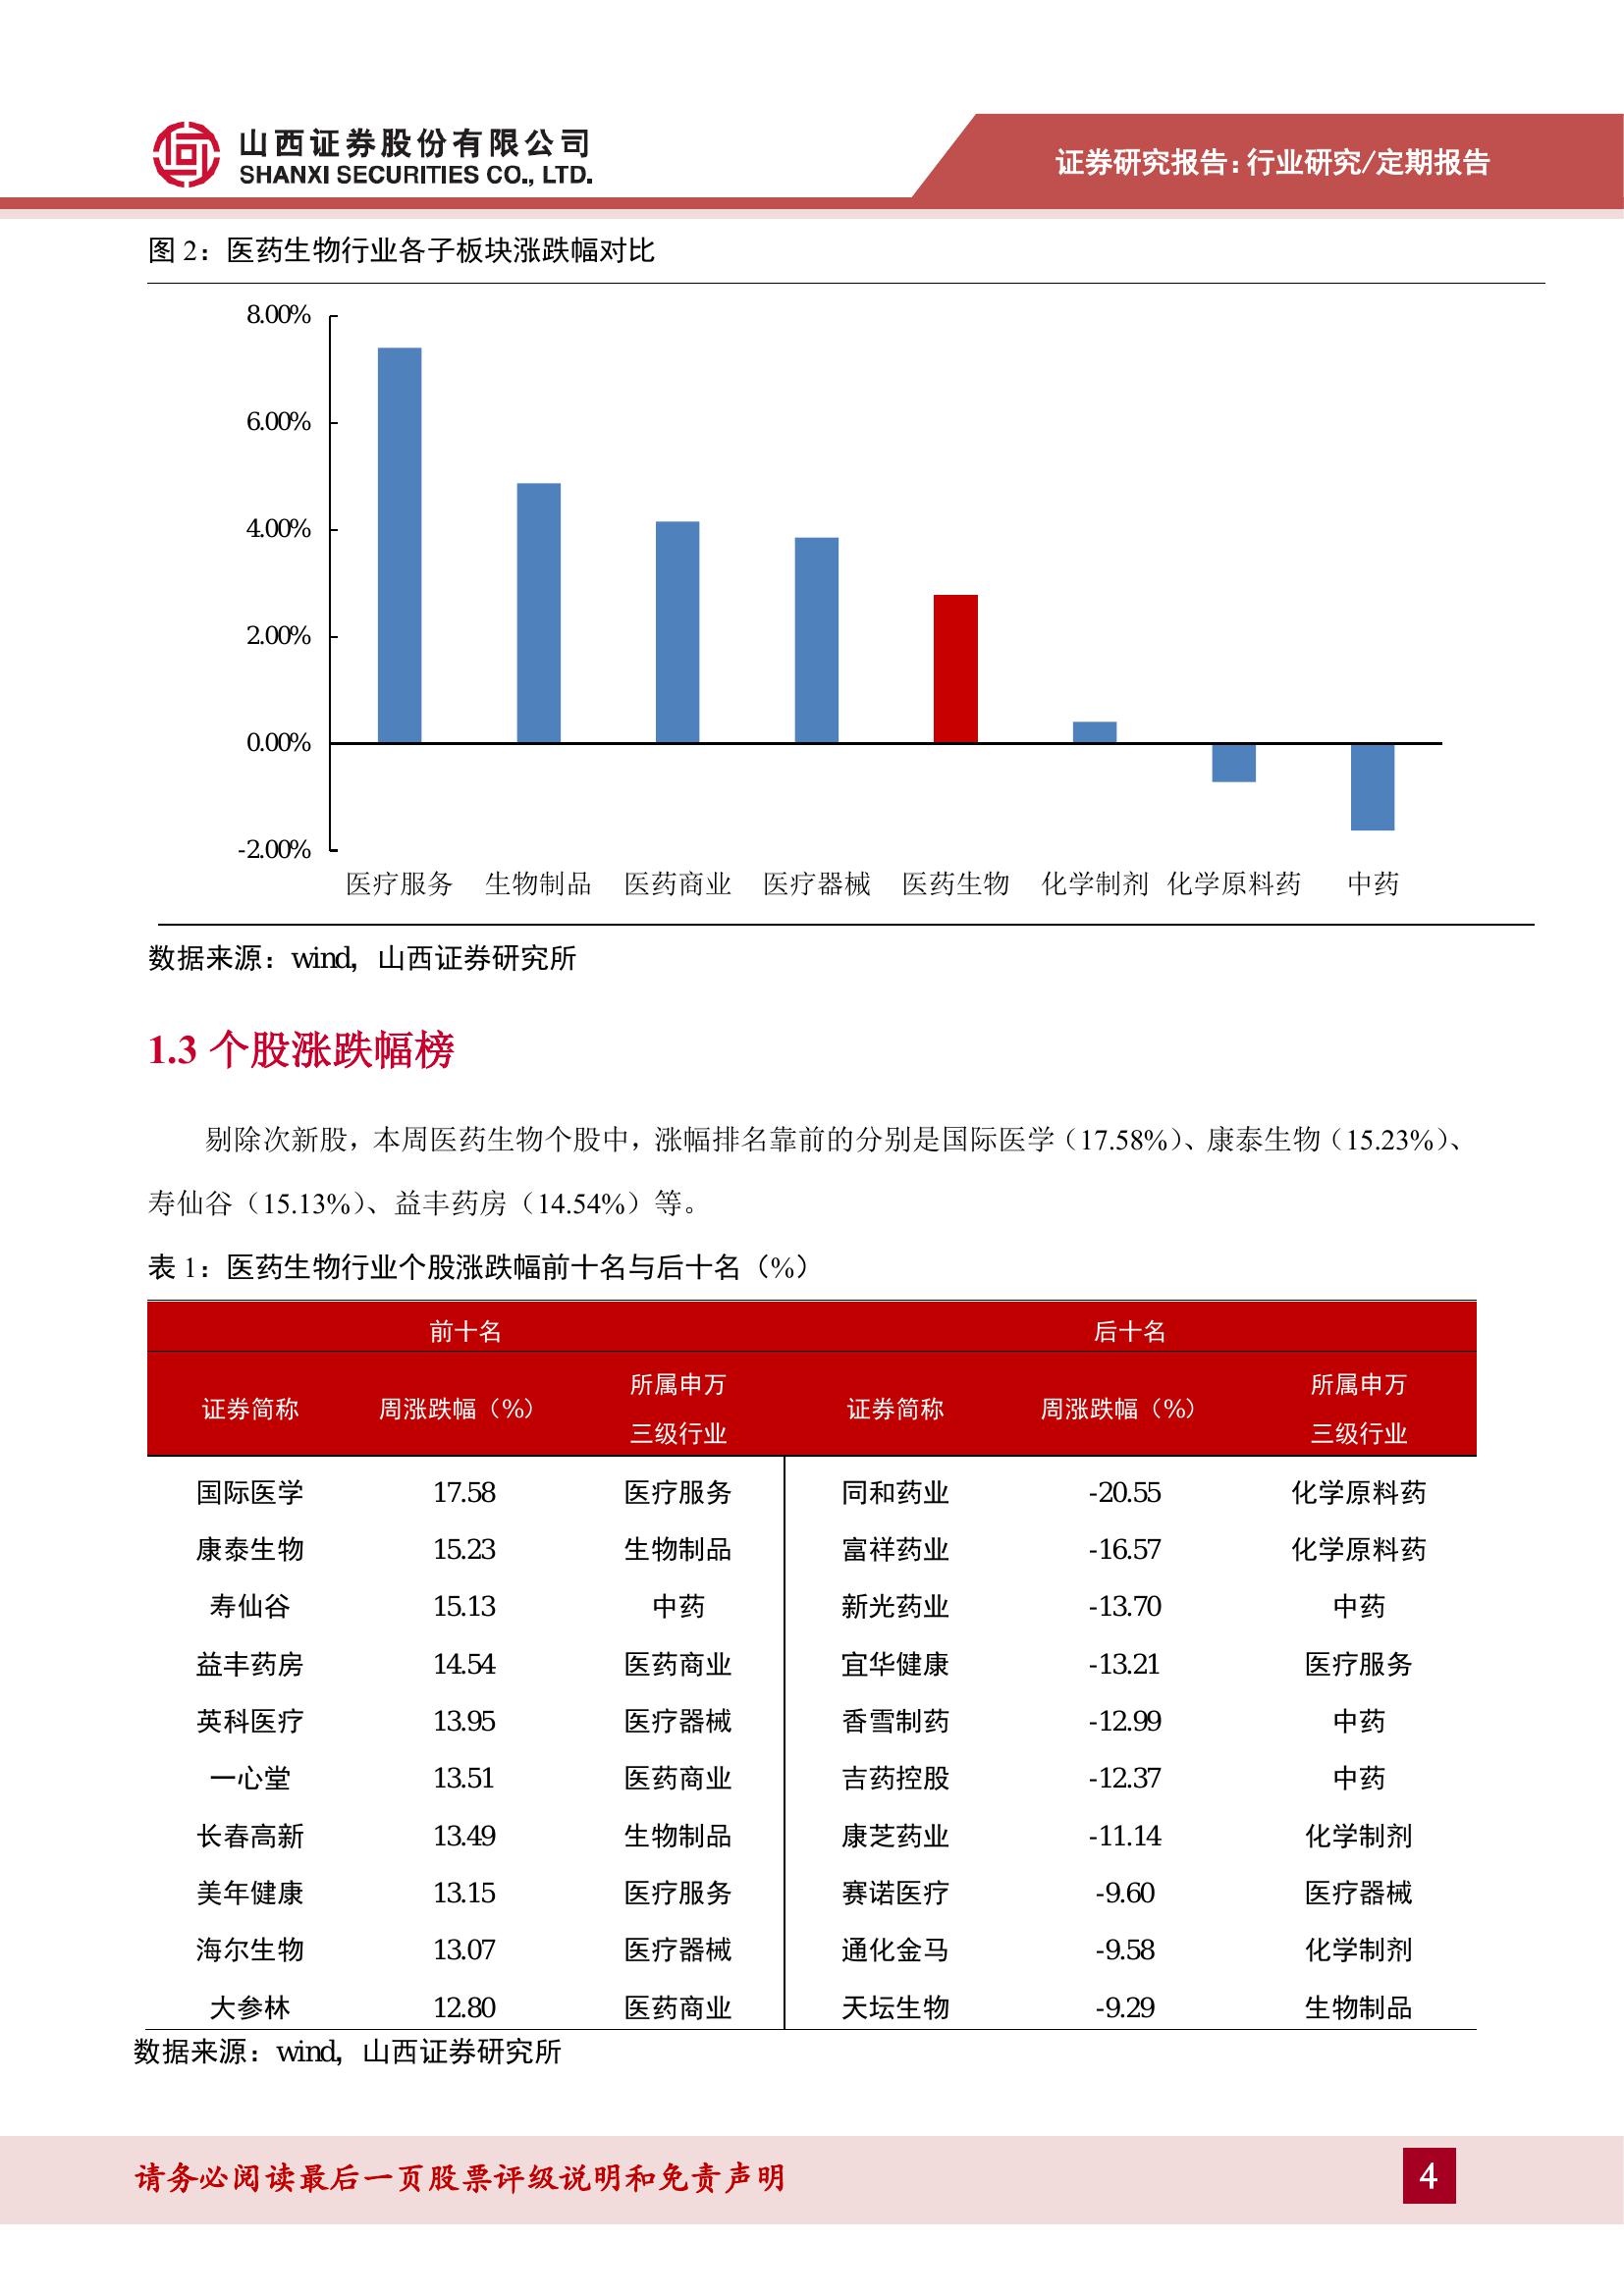 山西证券股份有限公司
SHANXI SECURITIES CO., LTD.
证券研究报告:行业研究/定期报告
图 2：医药生物行业各子板块涨跌幅对比
8.00%
6.00%
4.00%
2.00%
0.00%
-2.00%
医疗服务 生物制品 医药商业 医疗器械 医药生物 化学制剂 化学原料药 中药
数据来源：wind，山西证券研究所
1.3 个股涨跌幅榜
剔除次新股，本周医药生物个股中，涨幅排名靠前的分别是国际医学（17.58%）、康泰生物（15.23%）、
寿仙谷（15.13%）、益丰药房（14.54%）等。
表 1：医药生物行业个股涨跌幅前十名与后十名（%）
前十名 后十名
证券简称 周涨跌幅（%） 所属申万三级行业 证券简称 周涨跌幅（%） 所属申万三级行业
国际医学 17.58 医疗服务 同和药业 -20.55 化学原料药
康泰生物 15.23 生物制品 富祥药业 -16.57 化学原料药
寿仙谷 15.13 中药 新光药业 -13.70 中药
益丰药房 14.54 医药商业 宜华健康 -13.21 医疗服务
英科医疗 13.95 医疗器械 香雪制药 -12.99 中药
一心堂 13.51 医药商业 吉药控股 -12.37 中药
长春高新 13.49 生物制品 康芝药业 -11.14 化学制剂
美年健康 13.15 医疗服务 赛诺医疗 -9.60 医疗器械
海尔生物 13.07 医疗器械 通化金马 -9.58 化学制剂
大参林 12.80 医药商业 天坛生物 -9.29 生物制品
数据来源：wind，山西证券研究所
请务必阅读最后一页股票评级说明和免责声明
4